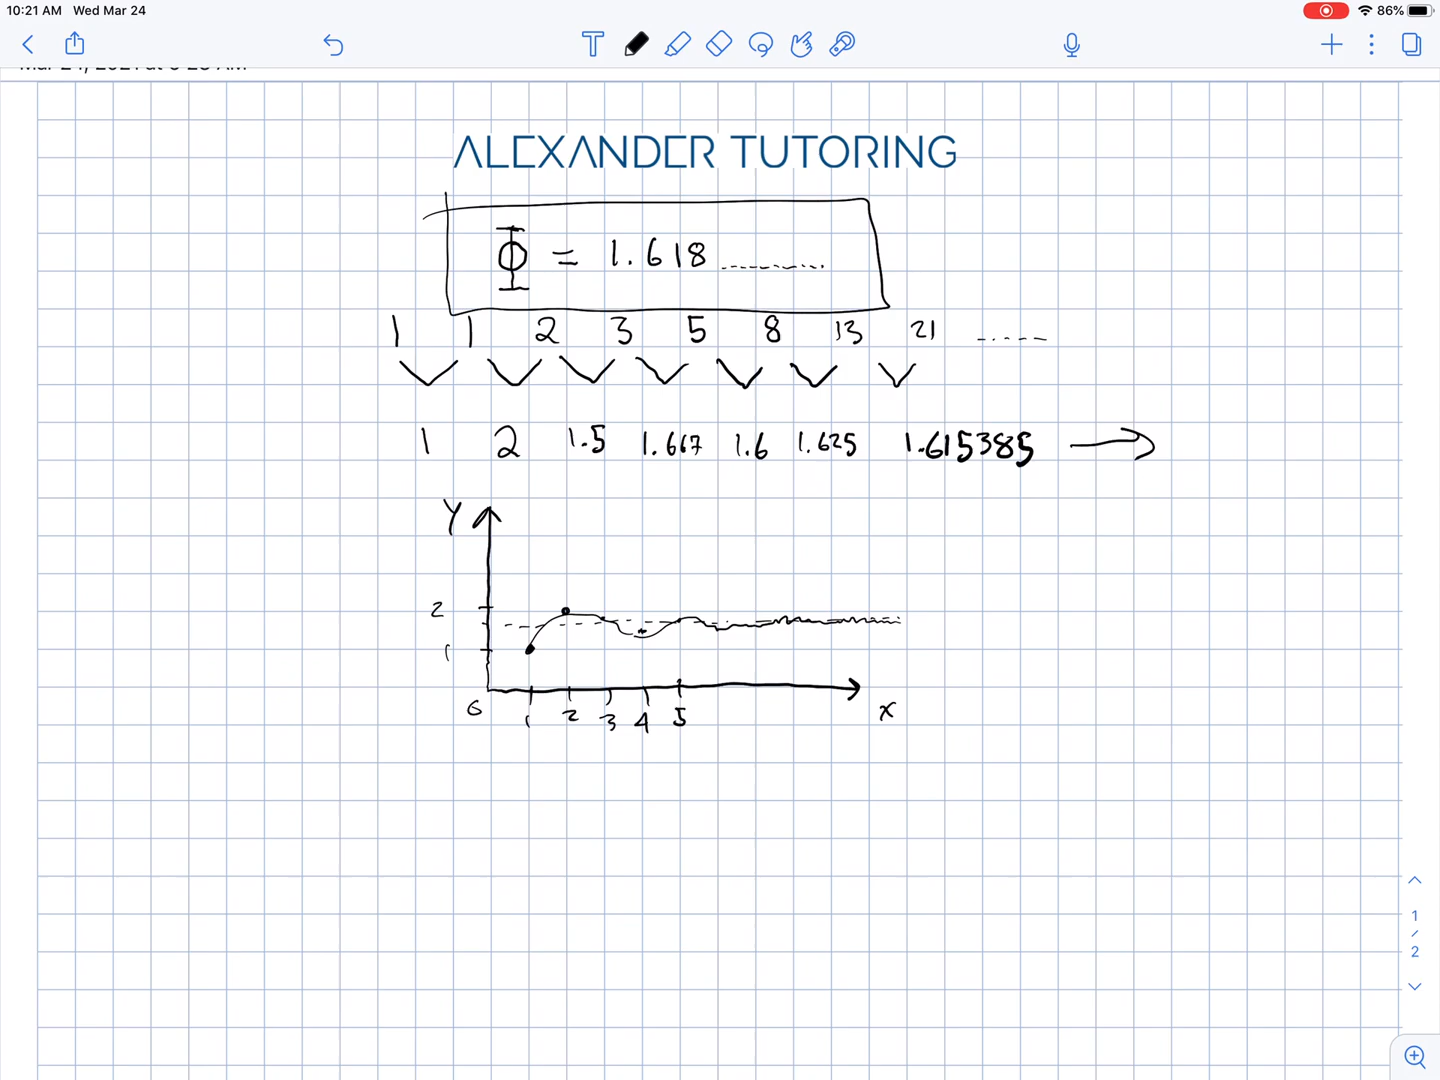 10:21 AM Wed Mar 24 86%
ALEXANDER TUTORING
Φ = 1.618 ..........
1 1 2 3 5 8 13 21 ......
1 2 1.5 1.667 1.6 1.625 1.615385 →
Y
2
1
0 1 2 3 4 5 x
1
/
2